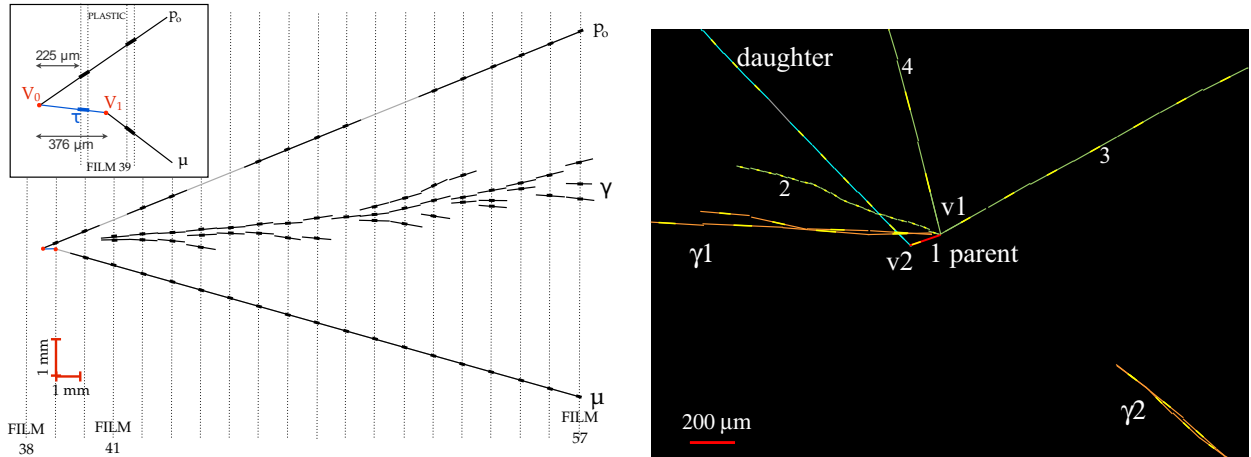 PLASTIC
p₀
225 μm
V₀
V₁
τ
376 μm
μ
FILM 39
p₀
γ
μ
1 mm
1 mm
FILM
38
FILM
41
FILM
57
daughter
4
3
2
v1
γ1
v2
1 parent
γ2
200 μm